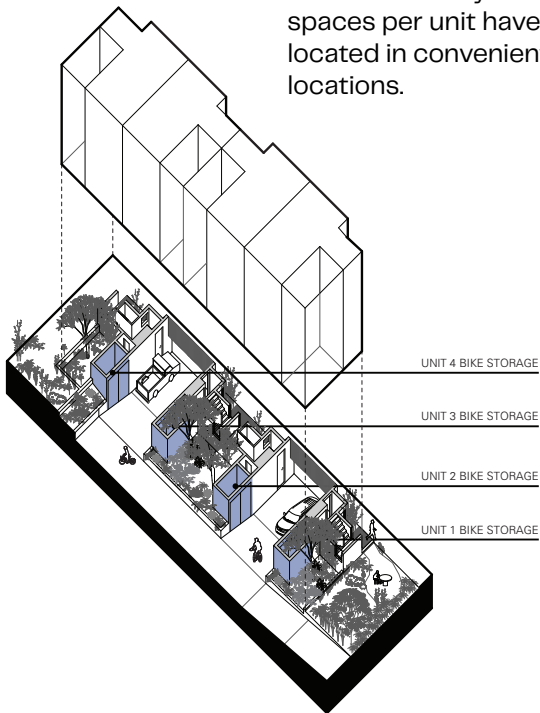 spaces per unit have
located in convenien
locations.
UNIT 4 BIKE STORAGE
UNIT 3 BIKE STORAGE
UNIT 2 BIKE STORAGE
UNIT 1 BIKE STORAGE